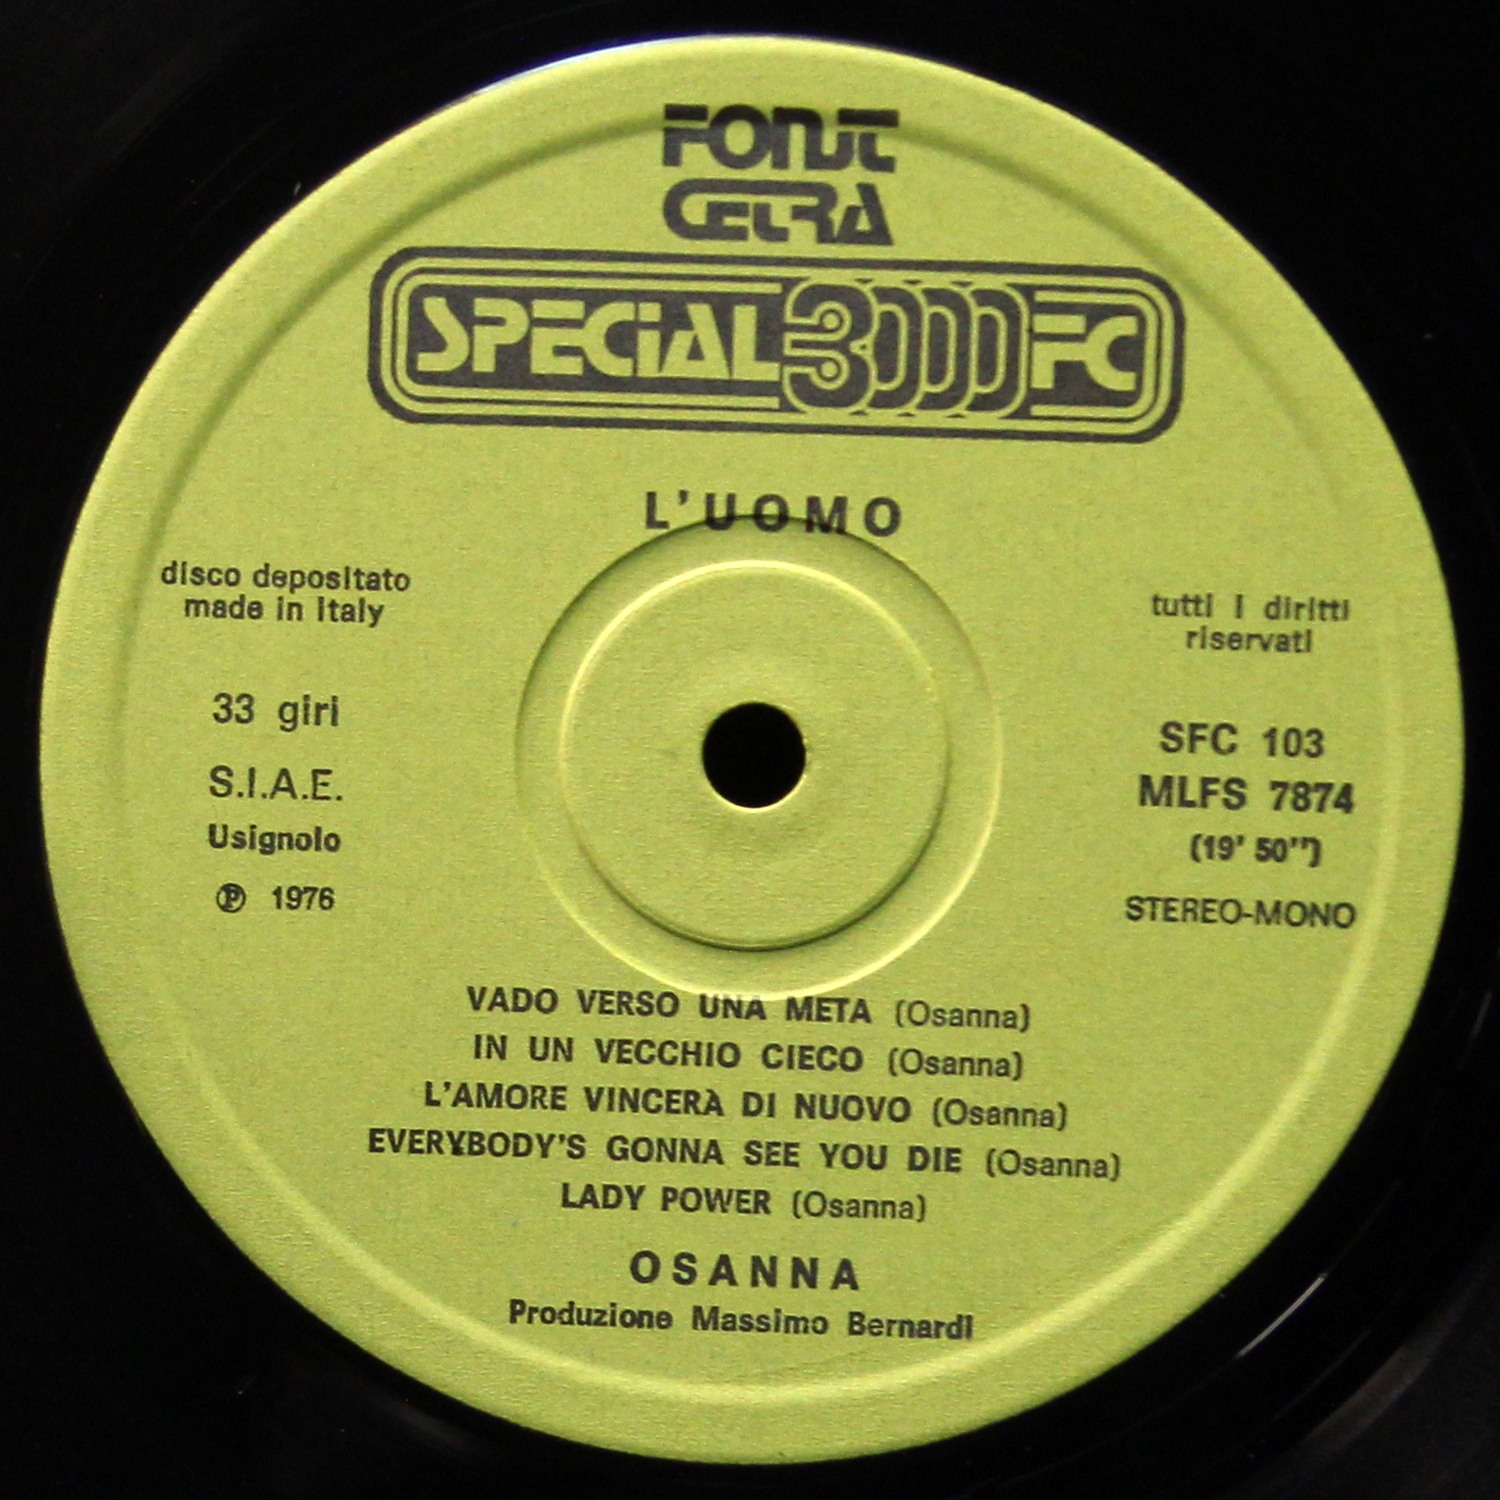 FONIT
CETRA
SPECIAL 3000 FC
L'UOMO
disco depositato
made in Italy
tutti i diritti
riservati
33 giri
S.I.A.E.
Usignolo
℗ 1976
SFC 103
MLFS 7874
(19' 50")
STEREO-MONO
VADO VERSO UNA META (Osanna)
IN UN VECCHIO CIECO (Osanna)
L'AMORE VINCERÀ DI NUOVO (Osanna)
EVERYBODY'S GONNA SEE YOU DIE (Osanna)
LADY POWER (Osanna)
OSANNA
Produzione Massimo Bernardi